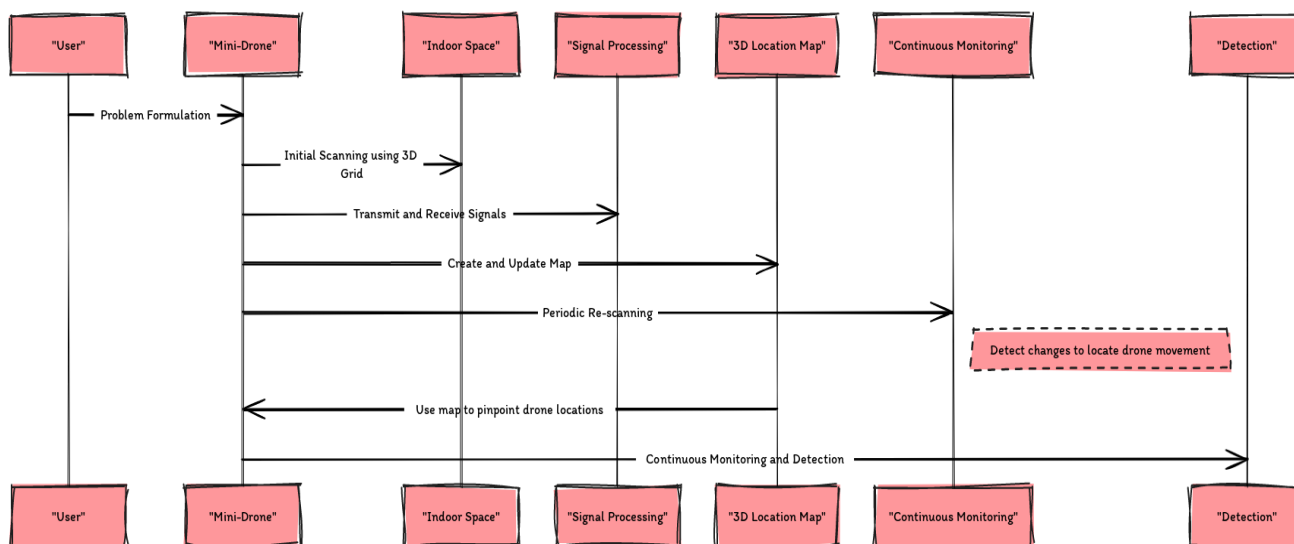 "User"
"Mini-Drone"
"Indoor Space"
"Signal Processing"
"3D Location Map"
"Continuous Monitoring"
"Detection"
Problem Formulation
Initial Scanning using 3D
Grid
Transmit and Receive Signals
Create and Update Map
Periodic Re-scanning
Detect changes to locate drone movement
Use map to pinpoint drone locations
Continuous Monitoring and Detection
"User"
"Mini-Drone"
"Indoor Space"
"Signal Processing"
"3D Location Map"
"Continuous Monitoring"
"Detection"